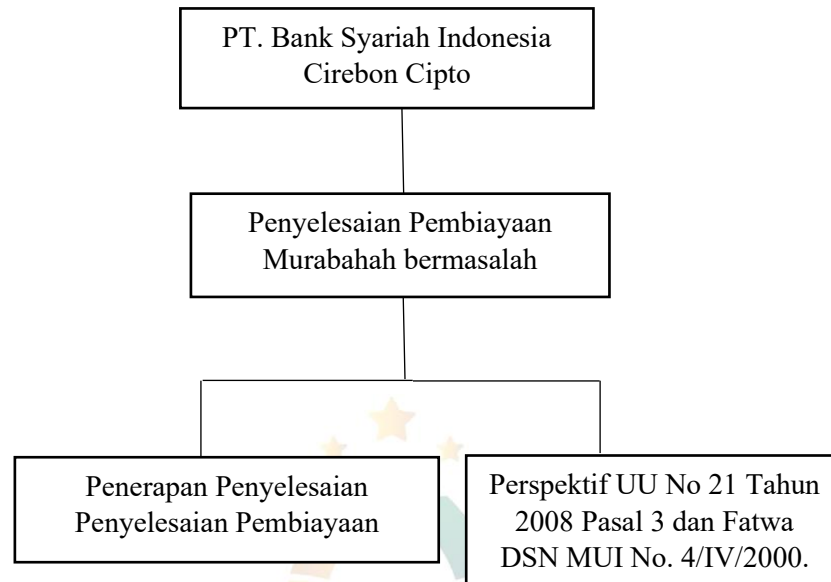 PT. Bank Syariah Indonesia
Cirebon Cipto
Penyelesaian Pembiayaan
Murabahah bermasalah
Penerapan Penyelesaian
Penyelesaian Pembiayaan
Perspektif UU No 21 Tahun
2008 Pasal 3 dan Fatwa
DSN MUI No. 4/IV/2000.